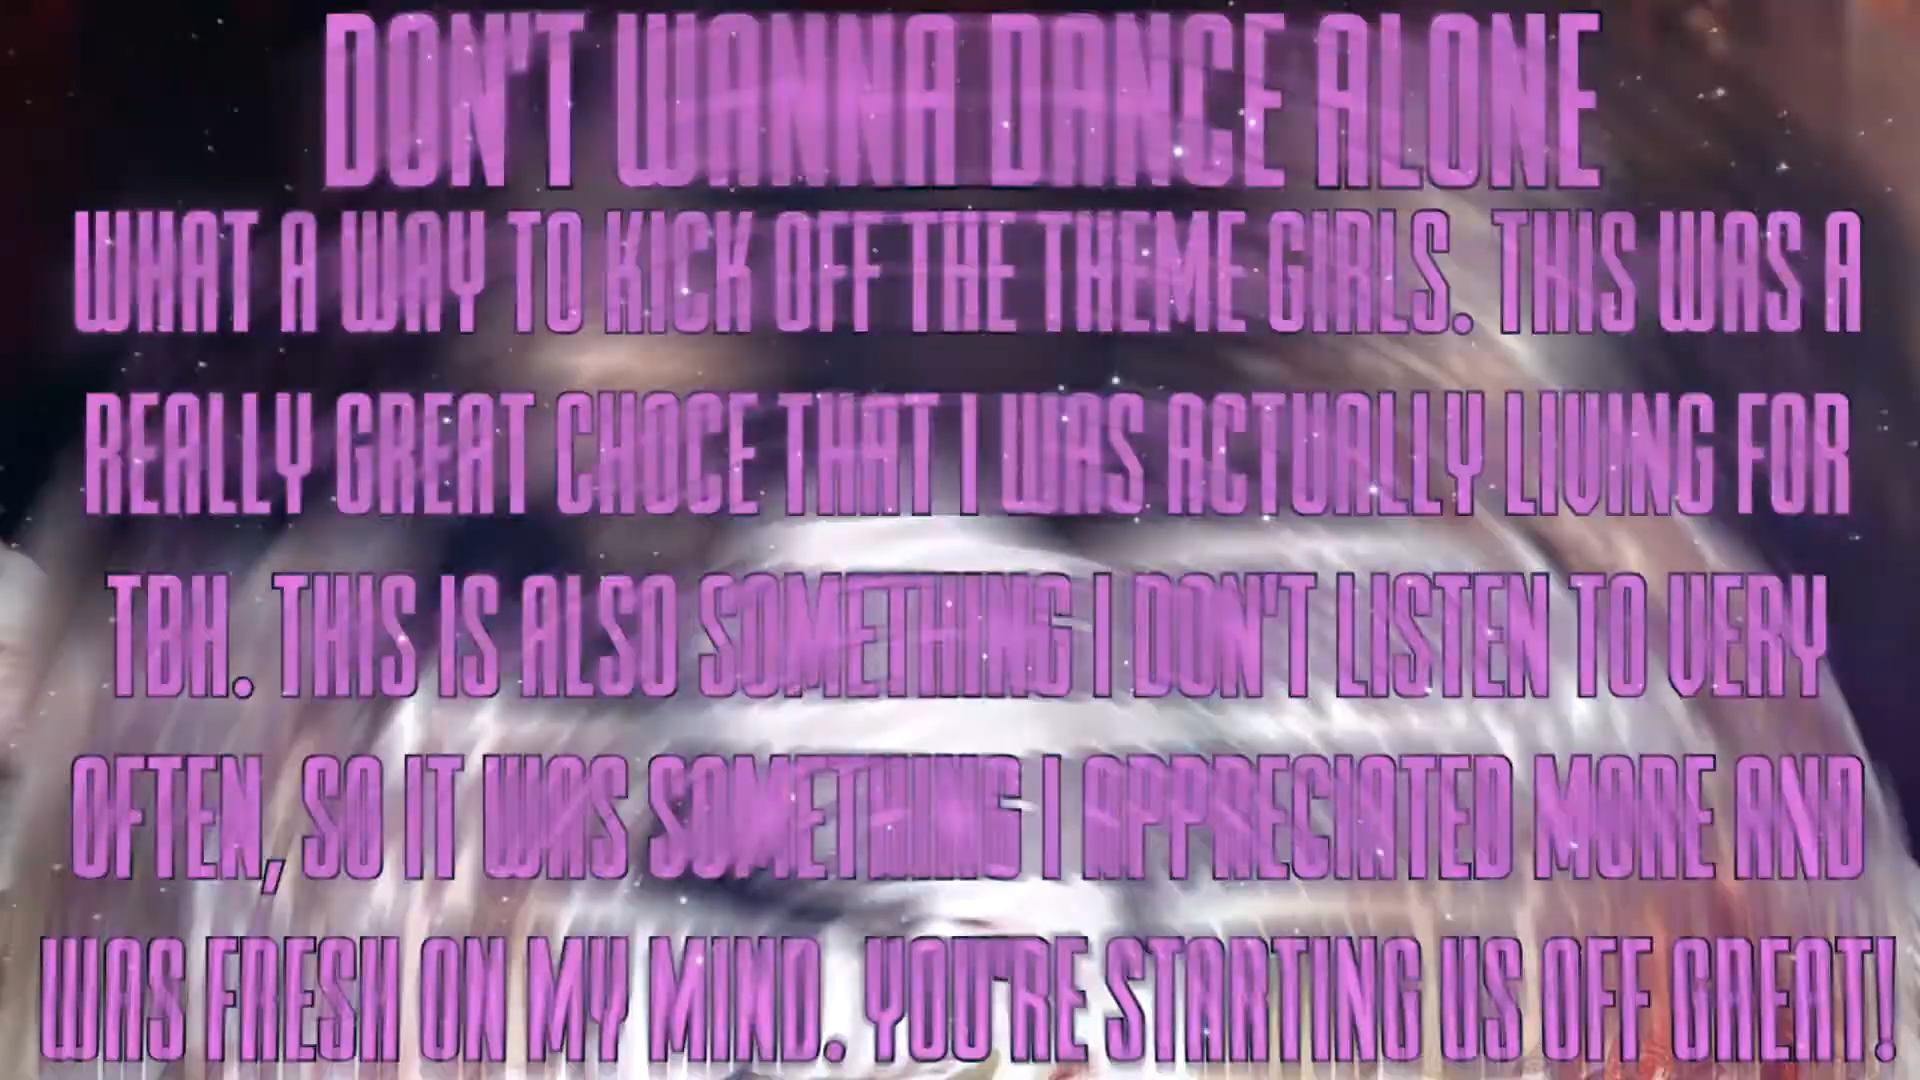 DON'T WANNA DANCE ALONE
WHAT A WAY TO KICK OFF THE THEME GIRLS. THIS WAS A
REALLY GREAT CHOCE THAT I WAS ACTUALLY LIVING FOR
TBH. THIS IS ALSO SOMETHING I DON'T LISTEN TO VERY
OFTEN, SO IT WAS SOMETHING I APPRECIATED MORE AND
WAS FRESH ON MY MIND. YOU'RE STARTING US OFF GREAT!